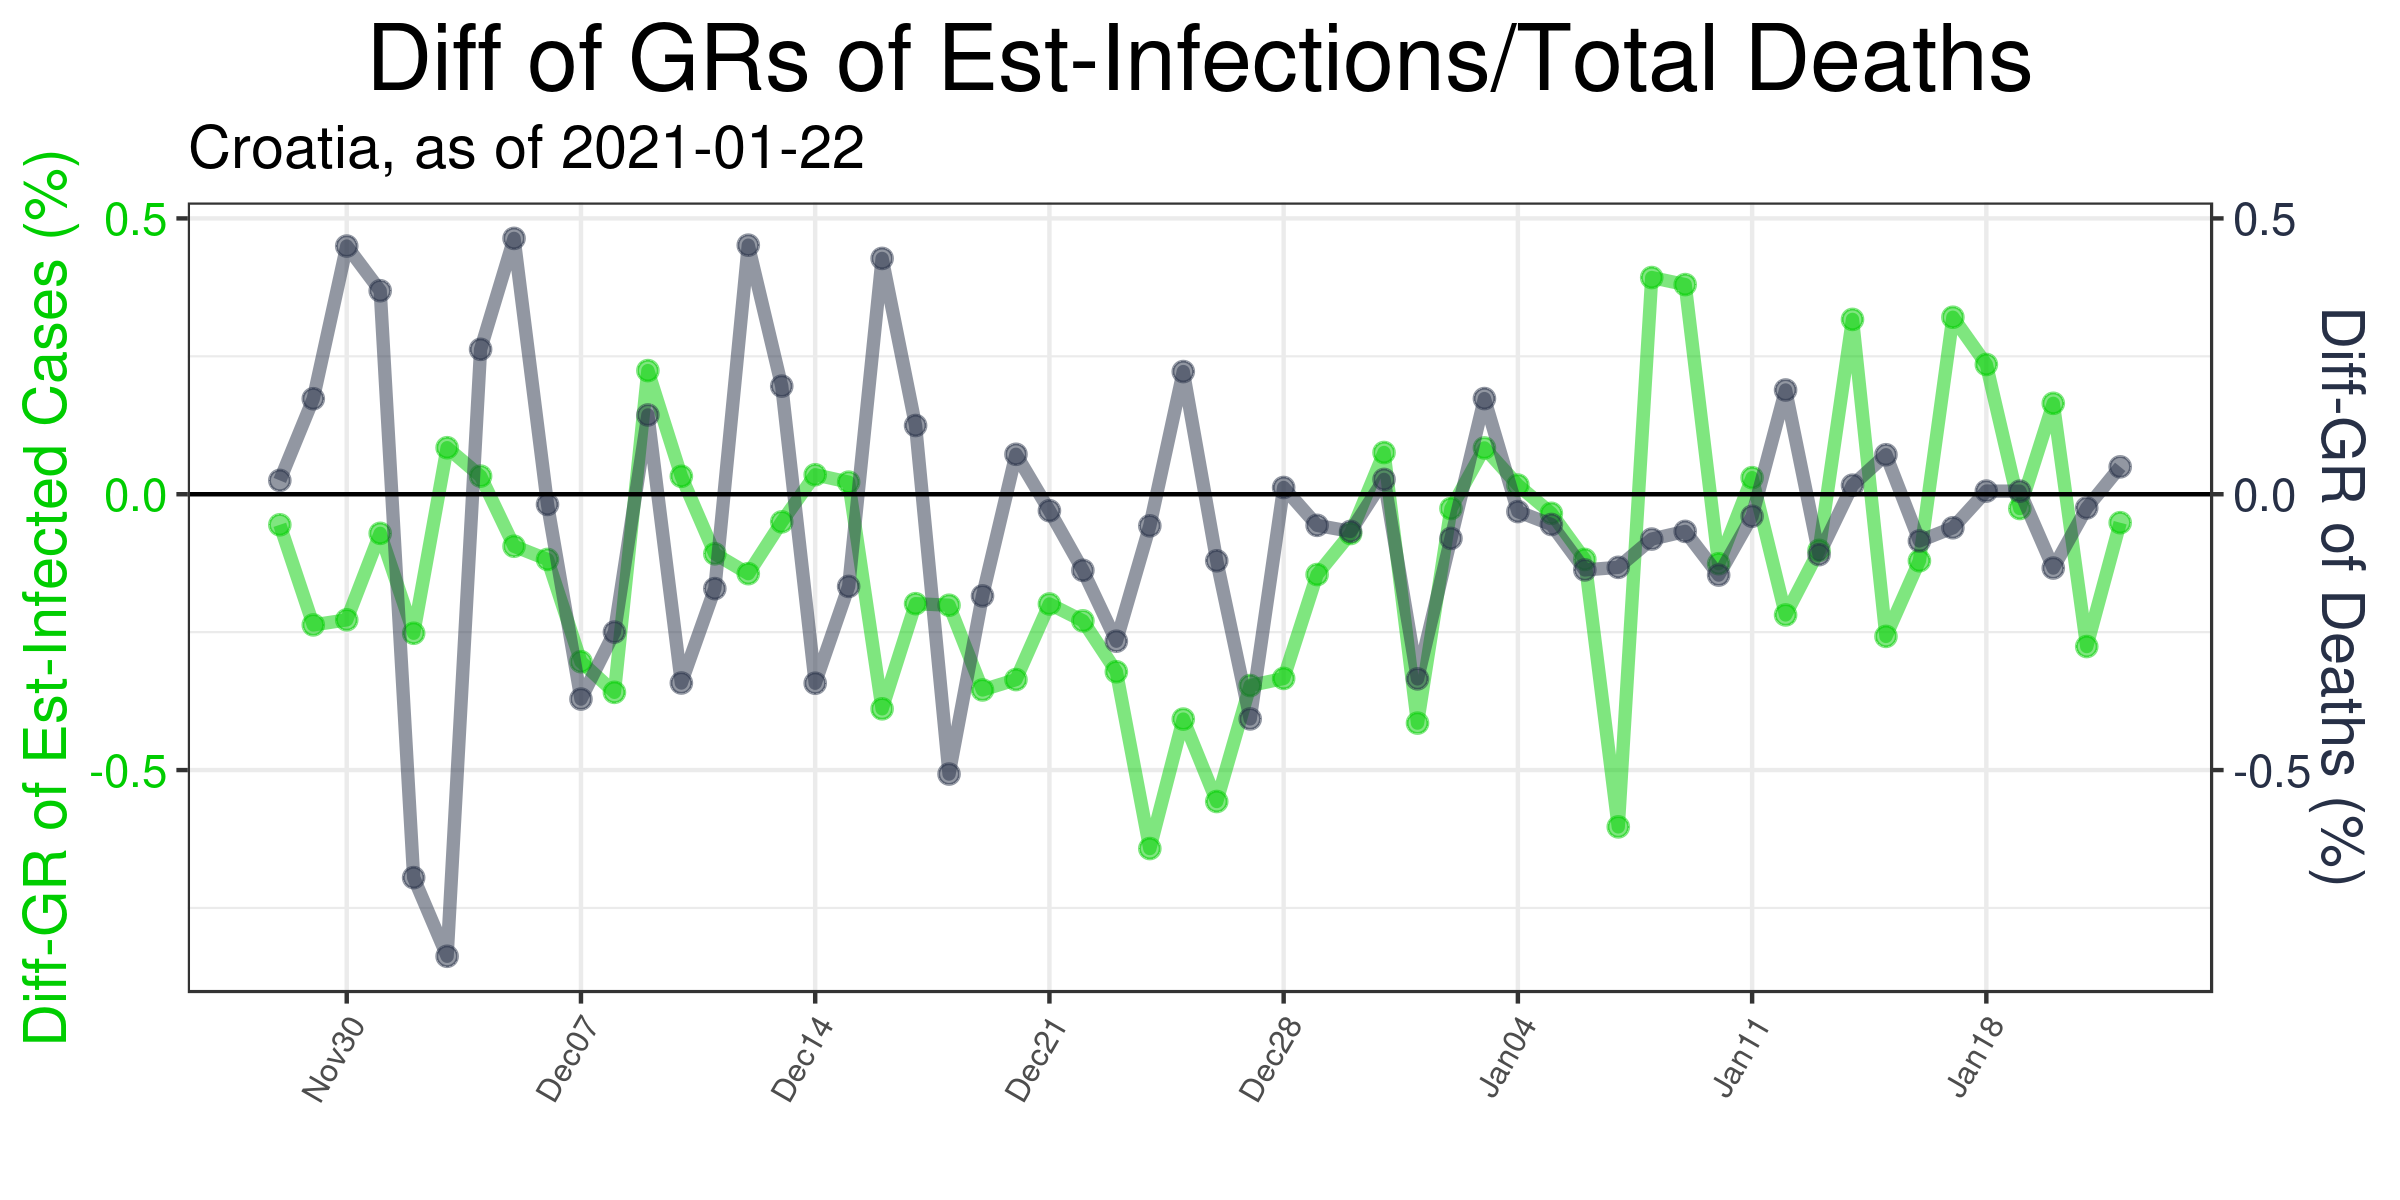 Diff of GRs of Est-Infections/Total Deaths
Croatia, as of 2021-01-22
Diff-GR of Est-Infected Cases (%)
0.5
0.0
-0.5
0.5
0.0
-0.5
Diff-GR of Deaths (%)
Nov30
Dec07
Dec14
Dec21
Dec28
Jan04
Jan11
Jan18